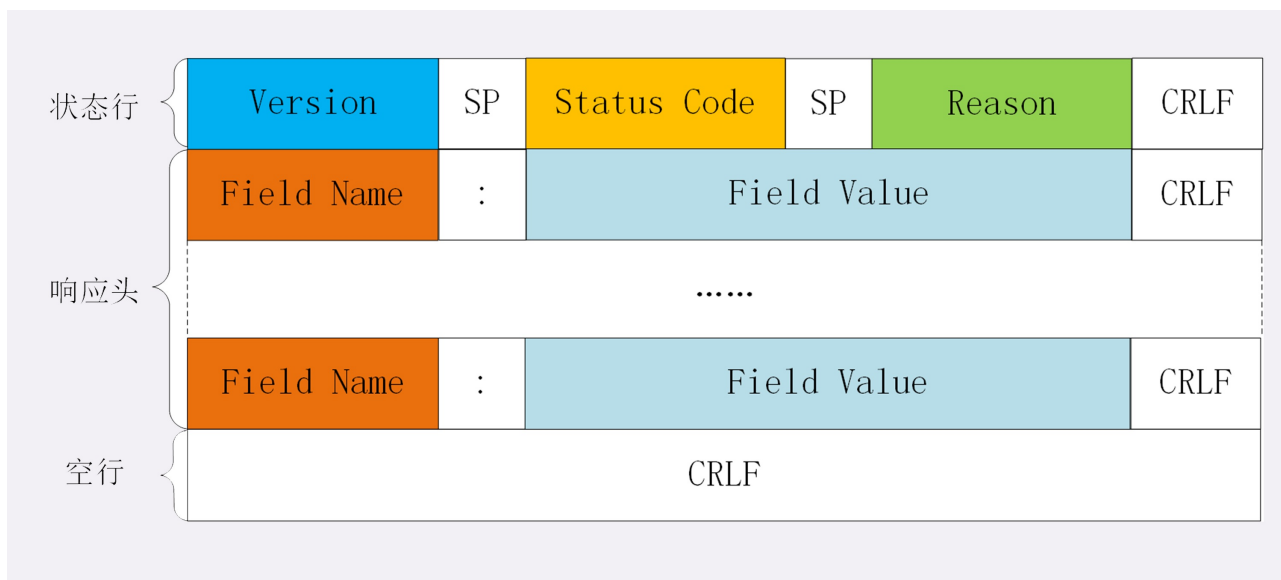 状态行 Version SP Status Code SP Reason CRLF
Field Name : Field Value CRLF
响应头 ……
Field Name : Field Value CRLF
空行 CRLF